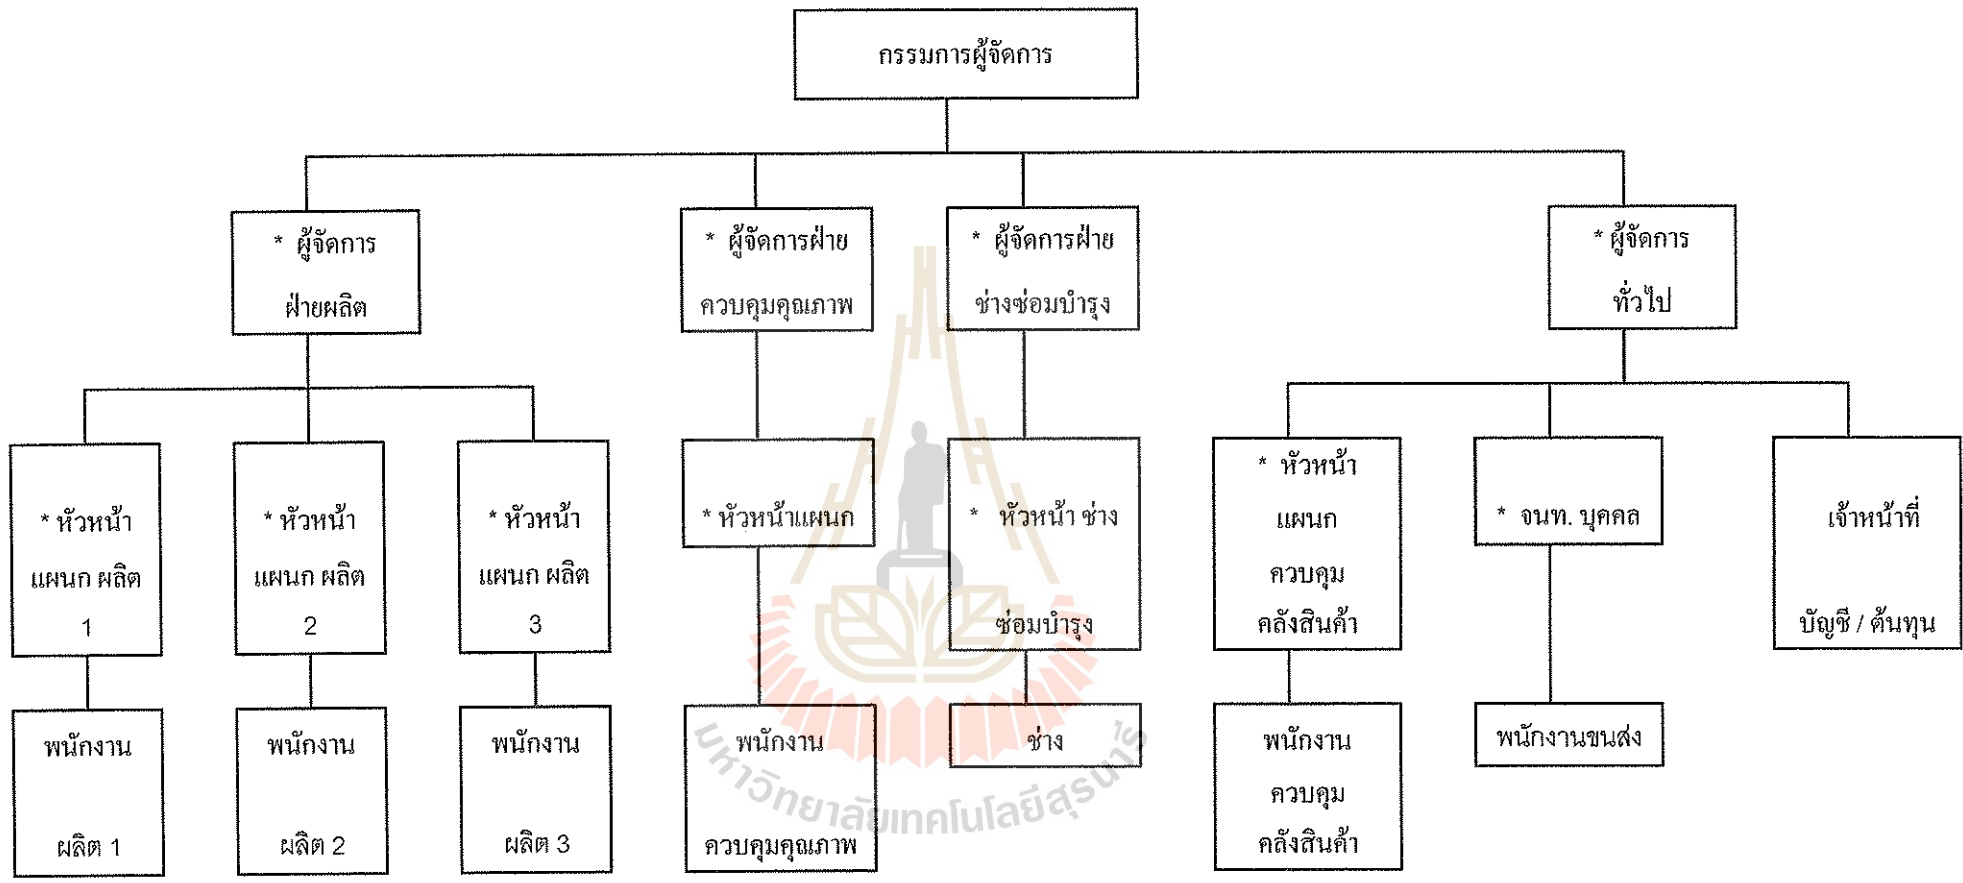 กรรมการผู้จัดการ
* ผู้จัดการ
ฝ่ายผลิต
* ผู้จัดการฝ่าย
ควบคุมคุณภาพ
* ผู้จัดการฝ่าย
ช่างซ่อมบำรุง
* ผู้จัดการ
ทั่วไป
* หัวหน้า
แผนก ผลิต
1
* หัวหน้า
แผนก ผลิต
2
* หัวหน้า
แผนก ผลิต
3
* หัวหน้าแผนก
* หัวหน้า ช่าง
ซ่อมบำรุง
* หัวหน้า
แผนก
ควบคุม
คลังสินค้า
* จนท. บุคคล
เจ้าหน้าที่
บัญชี / ต้นทุน
พนักงาน
ผลิต 1
พนักงาน
ผลิต 2
พนักงาน
ผลิต 3
พนักงาน
ควบคุมคุณภาพ
ช่าง
พนักงาน
ควบคุม
คลังสินค้า
พนักงานขนส่ง
มหาวิทยาลัยเทคโนโลยีสุรนารี